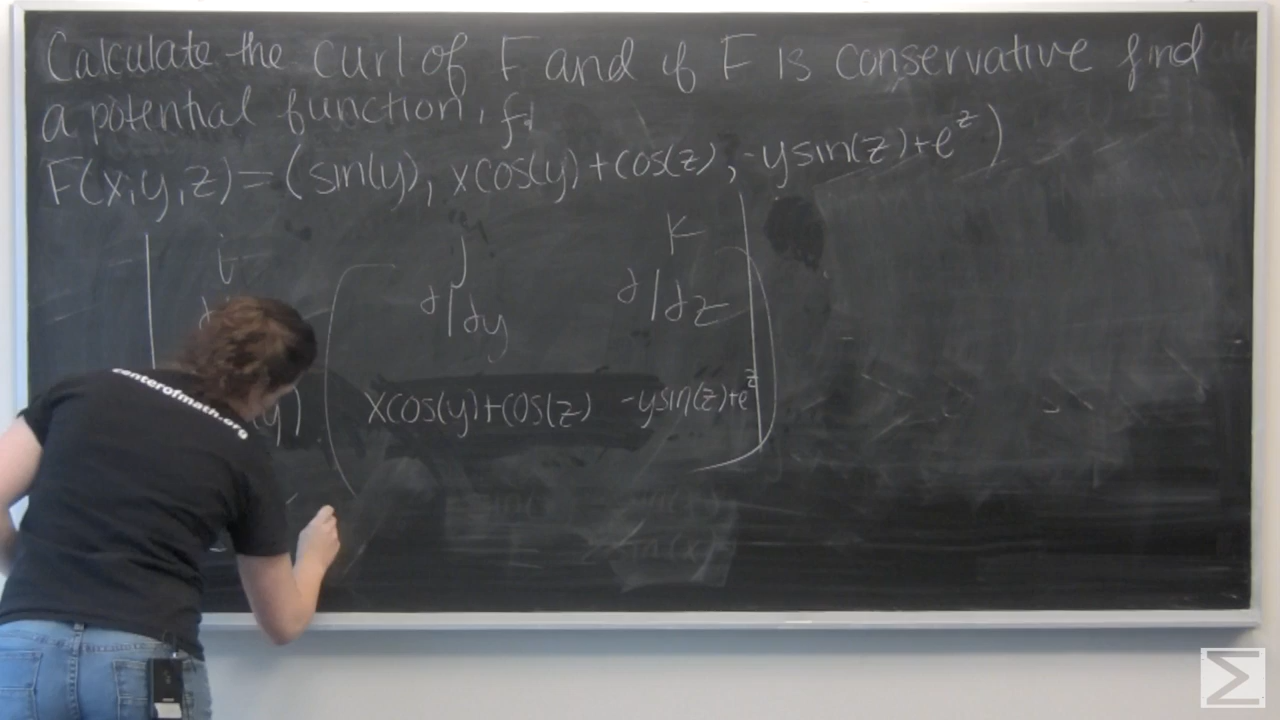 Calculate the curl of F and if F is conservative find
a potential function, f.
F(x,y,z)=(sin(y), xcos(y)+cos(z), -ysin(z)+e^z)
i j k
∂/∂y ∂/∂z
y) xcos(y)+cos(z) -ysin(z)+e^z
centerofmath.org
Σ